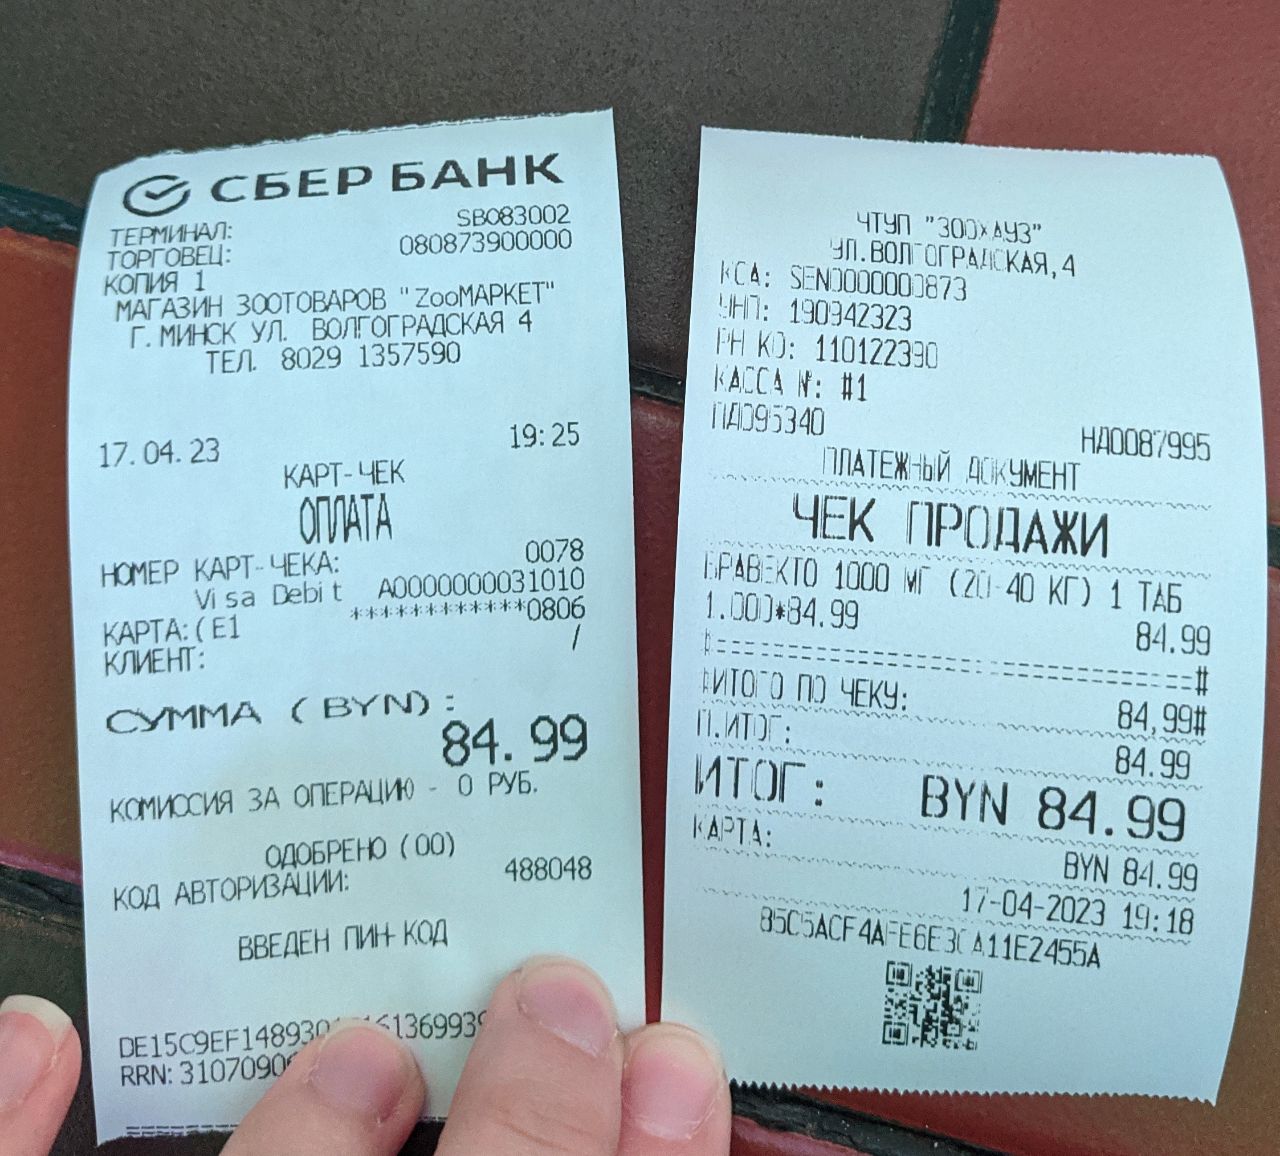 СБЕР БАНК
ТЕРМИНАЛ: SB083002
ТОРГОВЕЦ: 080873900000
КОПИЯ 1
МАГАЗИН ЗООТОВАРОВ "ZooМАРКЕТ"
Г. МИНСК УЛ. ВОЛГОГРАДСКАЯ 4
ТЕЛ. 8029 1357590
17.04.23 19:25
КАРТ-ЧЕК
ОПЛАТА
НОМЕР КАРТ-ЧЕКА: 0078
Visa Debit A0000000031010
КАРТА:(E1 ************0806
КЛИЕНТ: /
СУММА (BYN):
84.99
КОМИССИЯ ЗА ОПЕРАЦИЮ - 0 РУБ.
ОДОБРЕНО (00)
КОД АВТОРИЗАЦИИ: 488048
ВВЕДЕН ПИН-КОД
RRN:
ЧТУП "ЗООХАУЗ"
УЛ.ВОЛГОГРАДСКАЯ,4
КСА: SEN0000000873
УНП: 190942323
РН КО: 110122390
КАССА №: #1
ПД095340 НД0087995
ПЛАТЕЖНЫЙ ДОКУМЕНТ
ЧЕК ПРОДАЖИ
БРАВЕКТО 1000 МГ (20-40 КГ) 1 ТАБ
1.000*84.99 84.99
#==============================#
#ИТОГО ПО ЧЕКУ: 84,99#
П.ИТОГ: 84.99
ИТОГ: BYN 84.99
КАРТА: BYN 84.99
17-04-2023 19:18